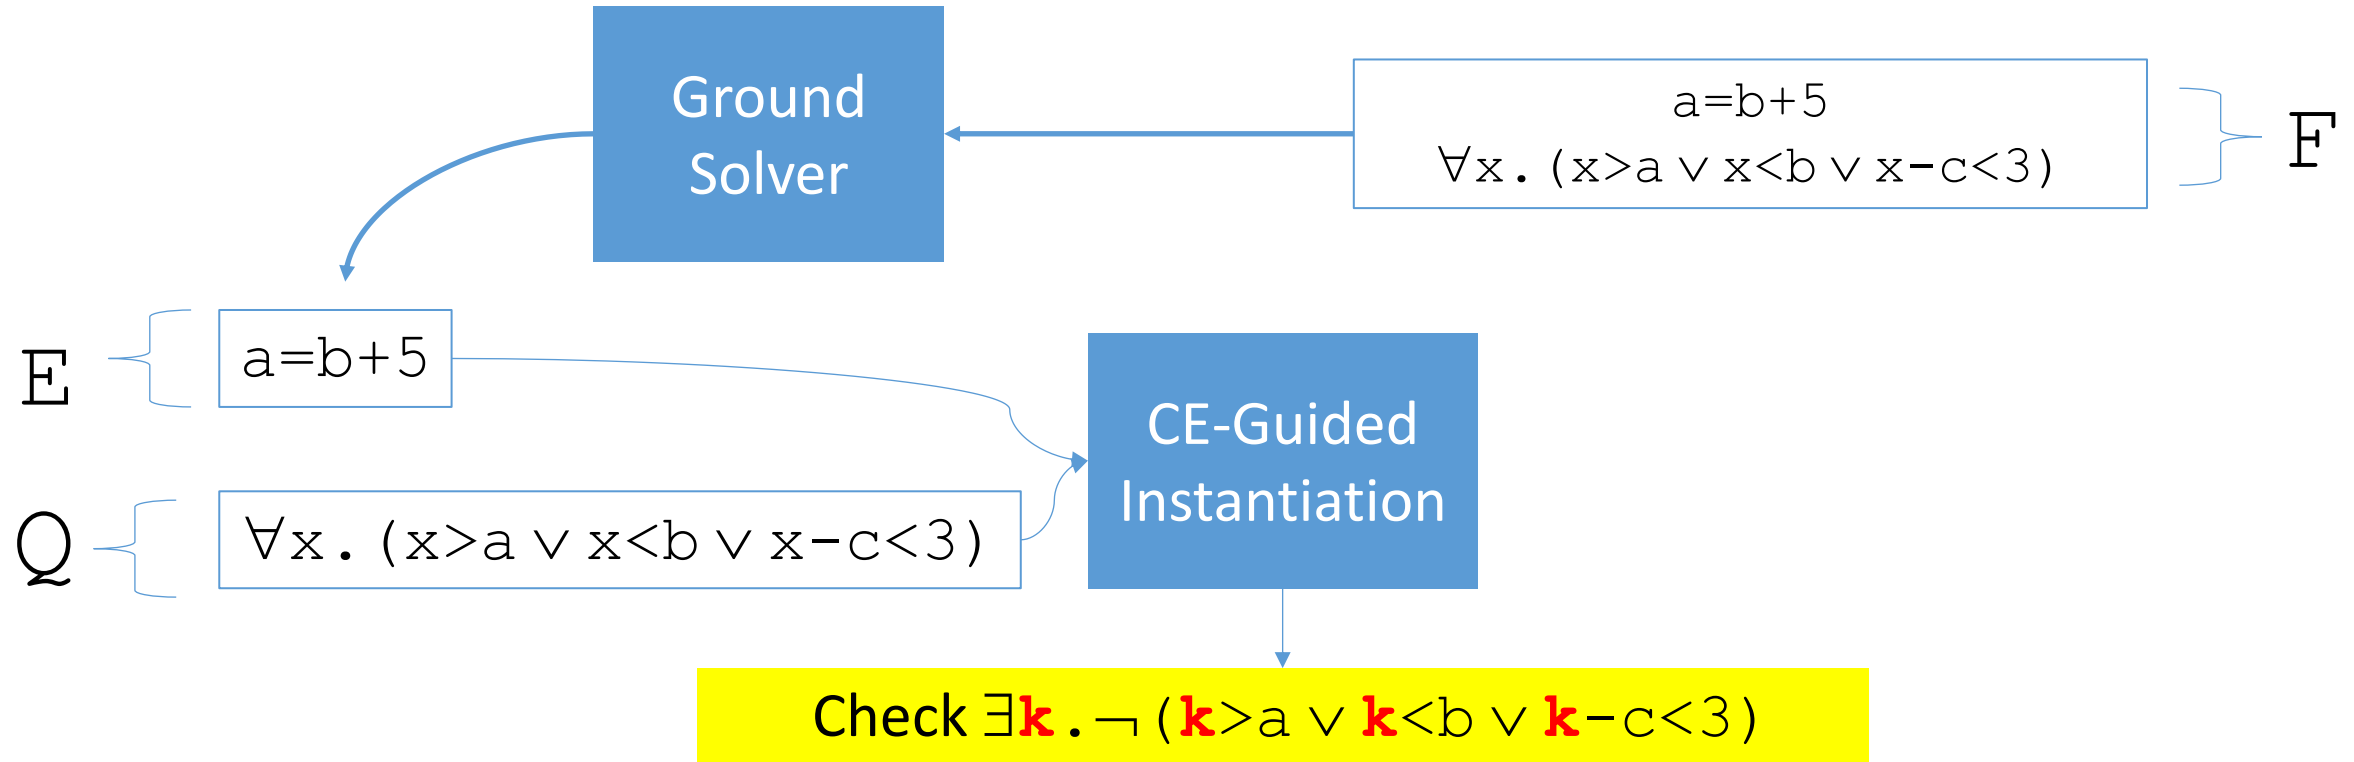 Ground
Solver
a=b+5
∀x.(x>a ∨ x<b ∨ x-c<3)
F
E
a=b+5
CE-Guided
Instantiation
Q
∀x.(x>a ∨ x<b ∨ x-c<3)
Check ∃k.¬(k>a ∨ k<b ∨ k-c<3)